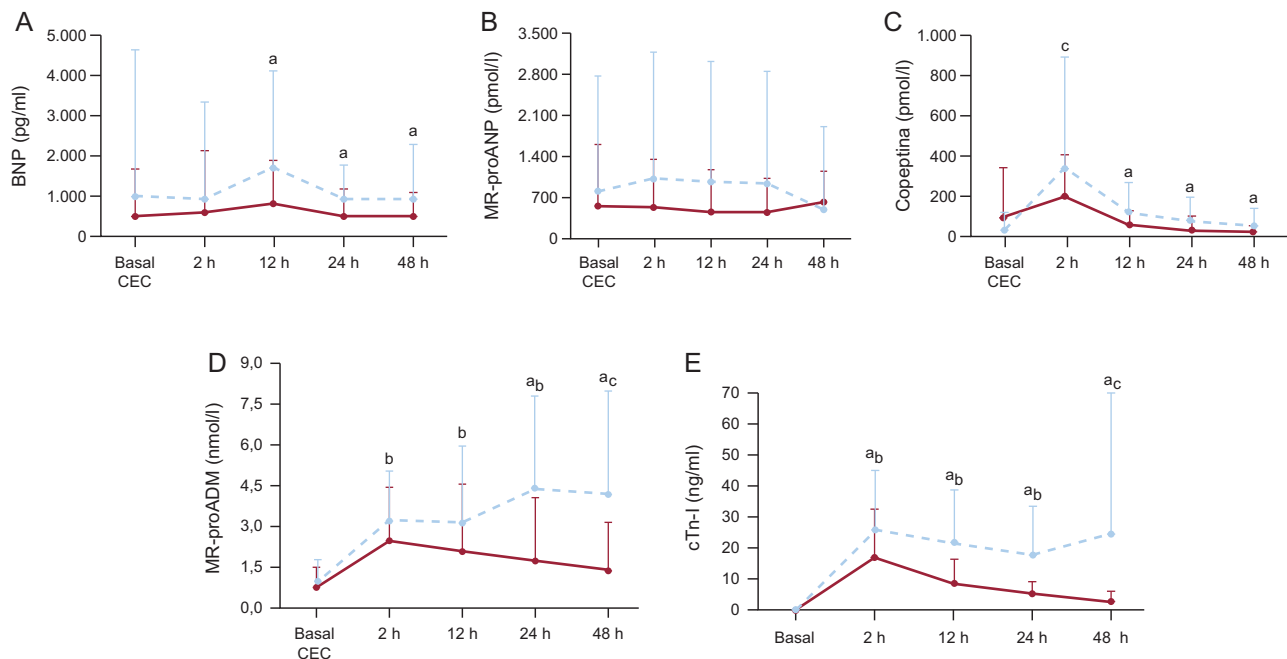 A
5.000
4.000
3.000
2.000
1.000
0
BNP (pg/ml)
a
a
a
Basal
CEC
2 h
12 h
24 h
48 h
B
3.500
2.800
2.100
1.400
700
0
MR-proANP (pmol/l)
Basal
CEC
2 h
12 h
24 h
48 h
C
1.000
800
600
400
200
0
Copeptina (pmol/l)
c
a
a
a
Basal
CEC
2 h
12 h
24 h
48 h
D
9,0
7,5
6,0
4,5
3,0
1,5
0,0
MR-proADM (nmol/l)
b
b
ab
ac
Basal
CEC
2 h
12 h
24 h
48 h
E
70
60
50
40
30
20
10
0
cTn-I (ng/ml)
ab
ab
ab
ac
Basal
2 h
12 h
24 h
48 h